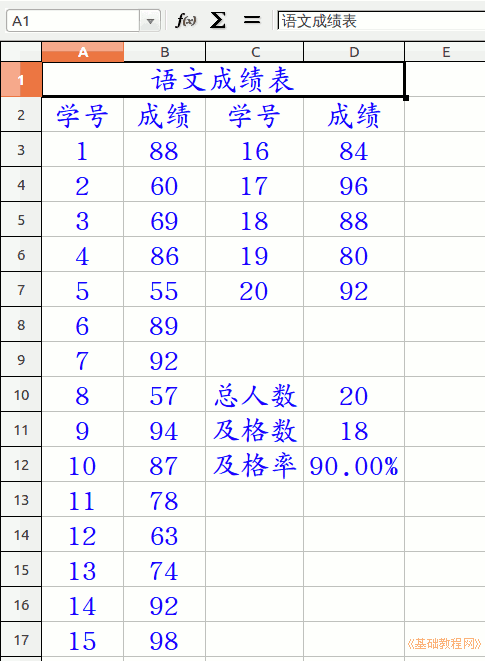 A1 f(x) Σ = 语文成绩表
A B C D E
1 语文成绩表
2 学号 成绩 学号 成绩
3 1 88 16 84
4 2 60 17 96
5 3 69 18 88
6 4 86 19 80
7 5 55 20 92
8 6 89
9 7 92
10 8 57 总人数 20
11 9 94 及格数 18
12 10 87 及格率 90.00%
13 11 78
14 12 63
15 13 74
16 14 92
17 15 98
《基础教程网》